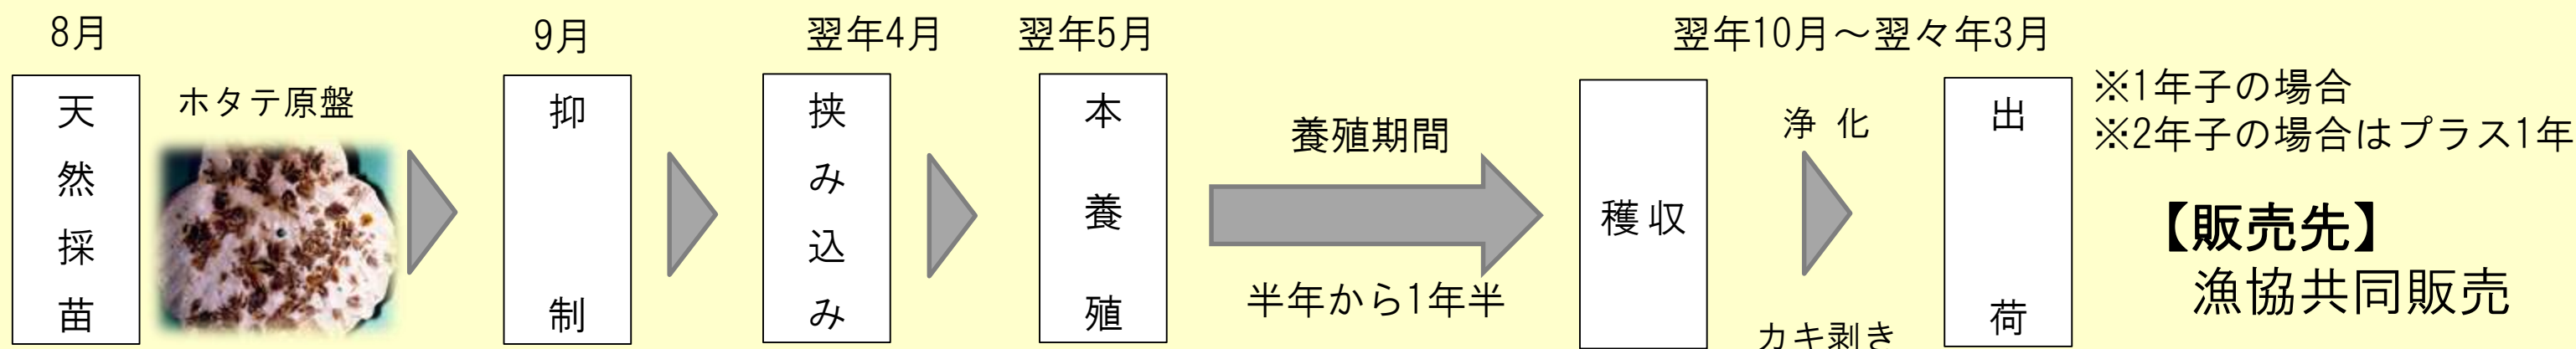 8月
天然採苗
ホタテ原盤
9月
抑制
翌年4月
挟み込み
翌年5月
本養殖
養殖期間
半年から1年半
翌年10月～翌々年3月
穫収
浄化
カキ剥き
出荷
※1年子の場合
※2年子の場合はプラス1年
【販売先】
漁協共同販売